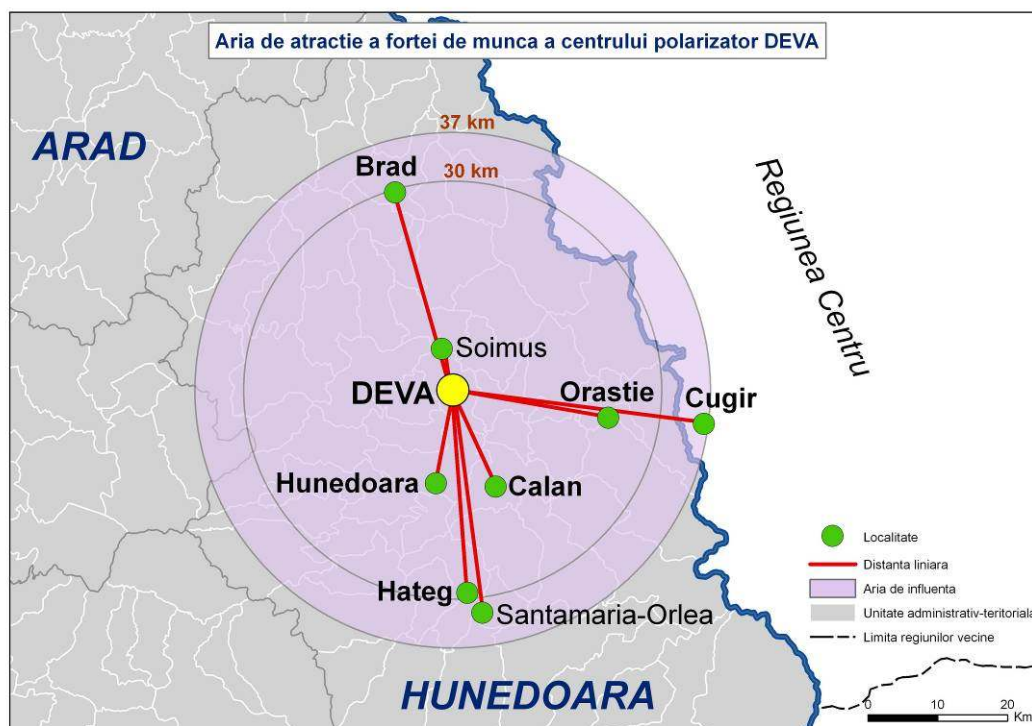 Aria de atractie a fortei de munca a centrului polarizator DEVA
37 km
ARAD
Brad
30 km
Regiunea Centru
Soimus
DEVA
Orastie
Cugir
Hunedoara
Calan
Localitate
Distanta liniara
Hateg
Aria de influenta
Santamaria-Orlea
Unitate administrativ-teritoriala
Limita regiunilor vecine
HUNEDOARA
0 10 20
Km